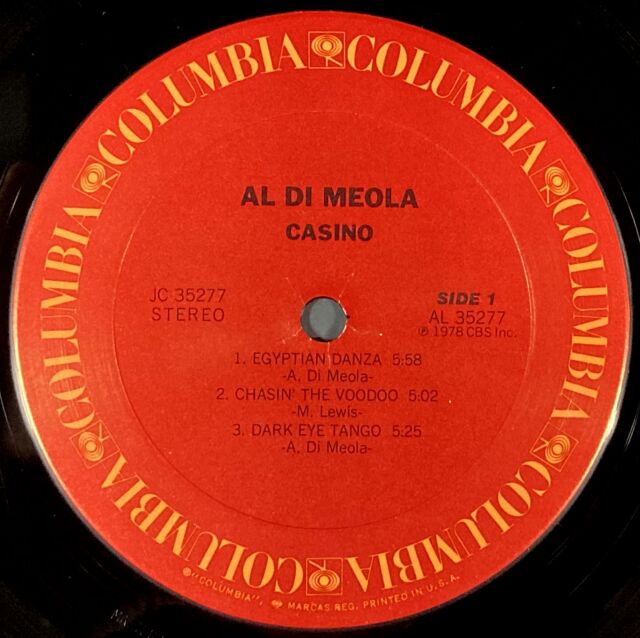 COLUMBIA COLUMBIA COLUMBIA COLUMBIA COLUMBIA COLUMBIA COLUMBIA COLUMBIA
AL DI MEOLA
CASINO
JC 35277
STEREO
SIDE 1
AL 35277
℗ 1978 CBS Inc.
1. EGYPTIAN DANZA 5:58
-A. Di Meola-
2. CHASIN' THE VOODOO 5:02
-M. Lewis-
3. DARK EYE TANGO 5:25
-A. Di Meola-
®"COLUMBIA", MARCAS REG. PRINTED IN U.S.A.